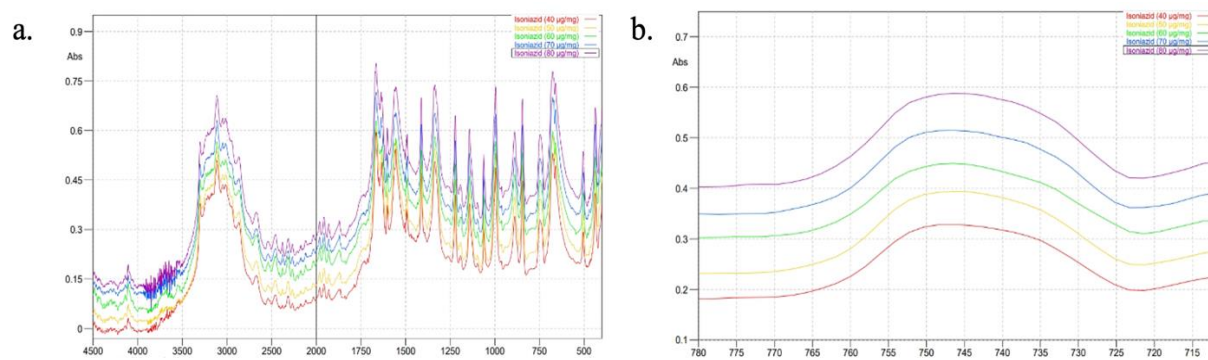 a.
0.9
Abs
0.75
0.6
0.45
0.3
0.15
0
4500 4000 3500 3000 2500 2000 1500 1000 750 500
Isoniazid (40 µg/mg)
Isoniazid (50 µg/mg)
Isoniazid (60 µg/mg)
Isoniazid (70 µg/mg)
Isoniazid (80 µg/mg)
b.
0.7
Abs
0.6
0.5
0.4
0.3
0.2
0.1
780 775 770 765 760 755 750 745 740 735 730 725 720 715
Isoniazid (40 µg/mg)
Isoniazid (50 µg/mg)
Isoniazid (60 µg/mg)
Isoniazid (70 µg/mg)
Isoniazid (80 µg/mg)